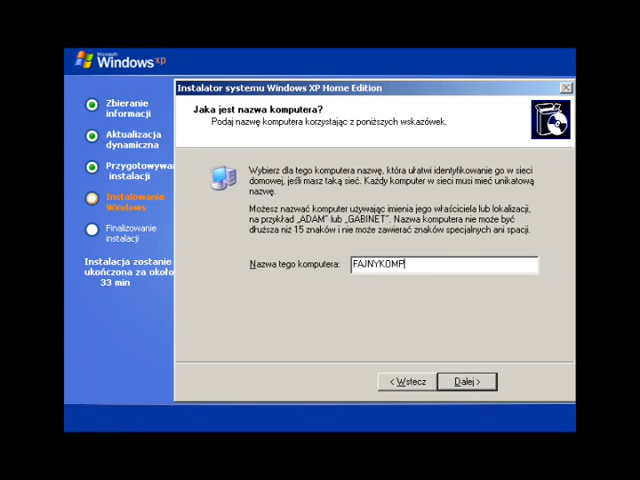 Microsoft
Windows xp
Instalator systemu Windows XP Home Edition
Zbieranie
informacji
Aktualizacja
dynamiczna
Przygotowywan
instalacji
Instalowanie
Windows
Finalizowanie
instalacji
Instalacja zostanie
ukończona za około
33 min
Jaka jest nazwa komputera?
Podaj nazwę komputera korzystając z poniższych wskazówek.
Wybierz dla tego komputera nazwę, która ułatwi identyfikowanie go w sieci
domowej, jeśli masz taką sieć. Każdy komputer w sieci musi mieć unikatową
nazwę.
Możesz nazwać komputer używając imienia jego właściciela lub lokalizacji,
na przykład „ADAM” lub „GABINET”. Nazwa komputera nie może być
dłuższa niż 15 znaków i nie może zawierać znaków specjalnych ani spacji.
Nazwa tego komputera: FAJNYKOMP
< Wstecz
Dalej >